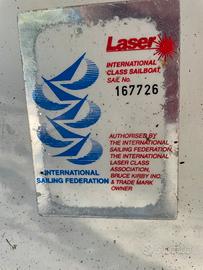 Laser
INTERNATIONAL
CLASS SAILBOAT
SAIL No.
167726
AUTHORISED BY
THE INTERNATIONAL
SAILING FEDERATION,
THE INTERNATIONAL
LASER CLASS
ASSOCIATION,
BRUCE KIRBY INC.
& TRADE MARK
OWNER
INTERNATIONAL
SAILING FEDERATION